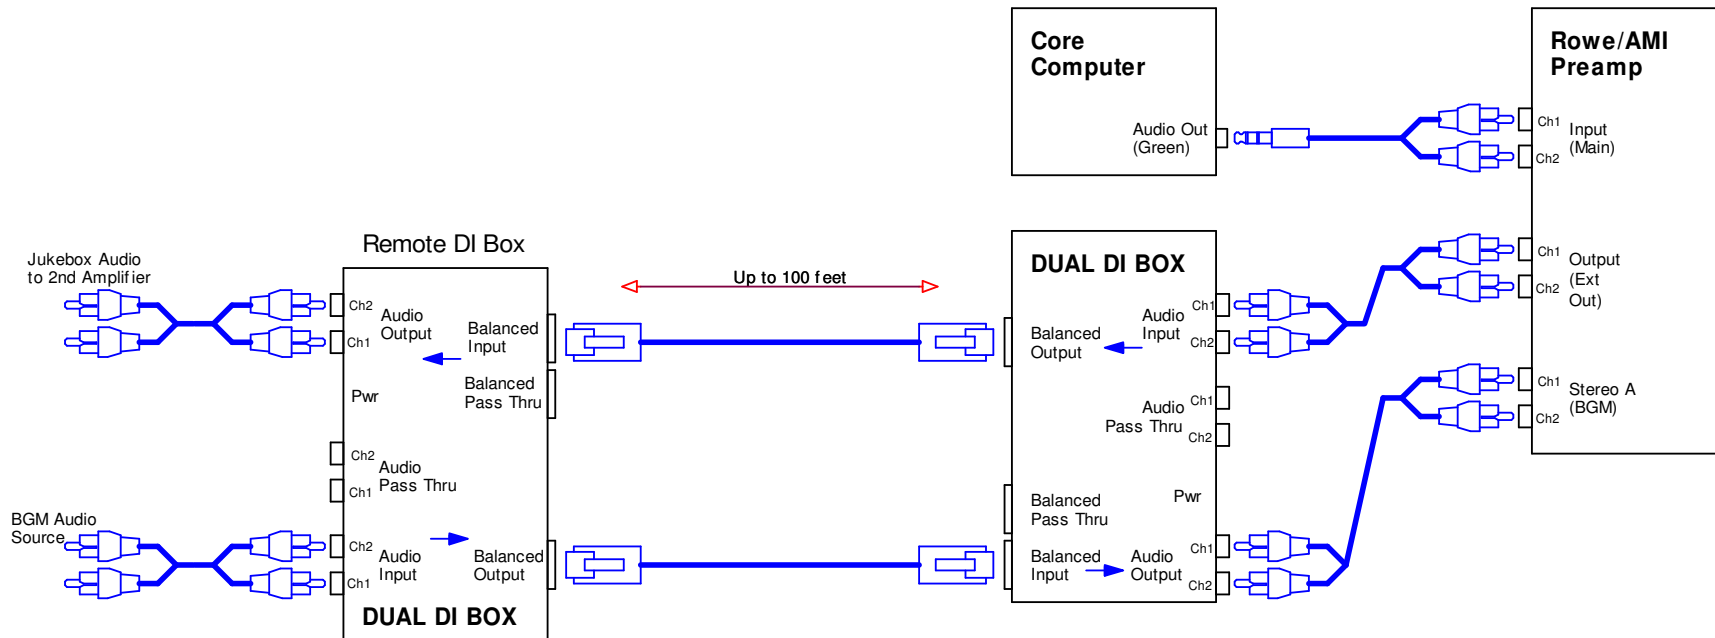 Core
Computer
Audio Out
(Green)
Rowe/AMI
Preamp
Ch1
Input
(Main)
Ch2
Ch1
Output
(Ext
Out)
Ch2
Ch1
Stereo A
(BGM)
Ch2
Remote DI Box
Jukebox Audio
to 2nd Amplifier
Ch2
Audio
Output
Ch1
Balanced
Input
Balanced
Pass Thru
Pwr
Ch2
Audio
Pass Thru
Ch1
BGM Audio
Source
Ch2
Audio
Input
Ch1
Balanced
Output
DUAL DI BOX
Up to 100 feet
DUAL DI BOX
Ch1
Audio
Input
Ch2
Balanced
Output
Ch1
Audio
Pass Thru
Ch2
Balanced
Pass Thru
Pwr
Balanced
Input
Ch1
Audio
Output
Ch2